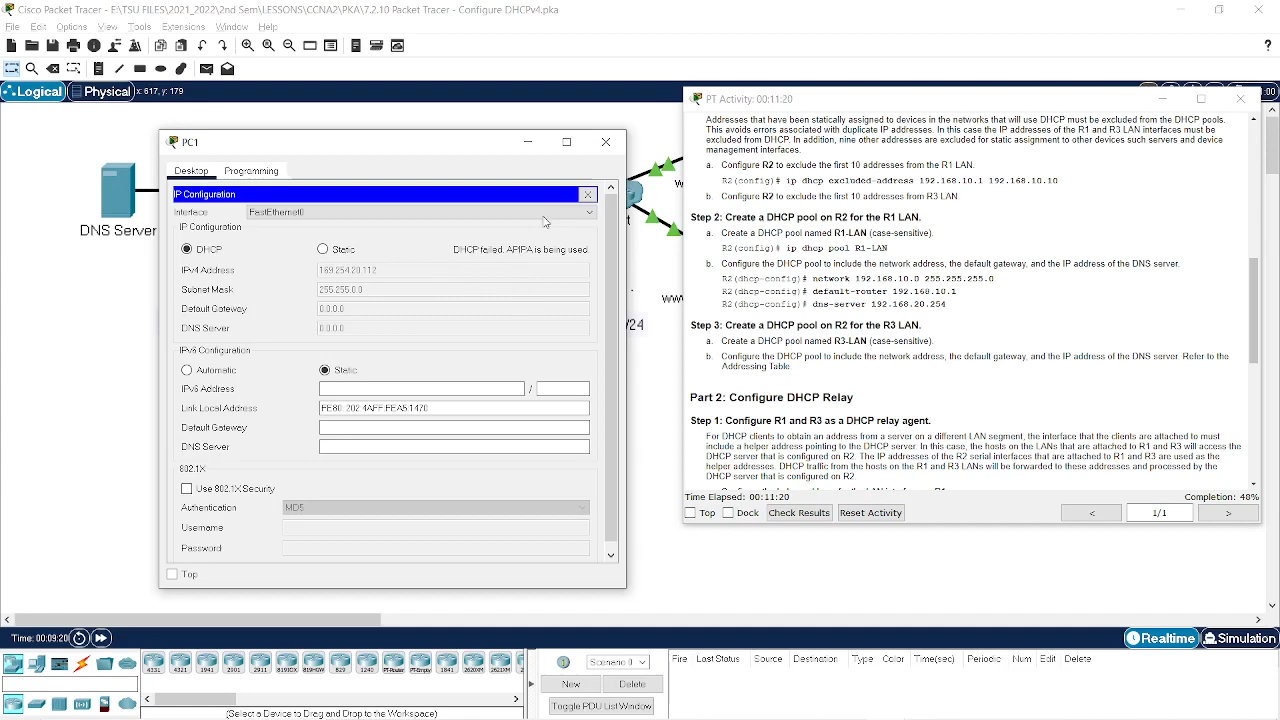 Cisco Packet Tracer - E:\TSU FILES\2021_2022\2nd Sem\LESSONS\CCNA2\PKA\7.2.10 Packet Tracer - Configure DHCPv4.pka
File Edit Options View Tools Extensions Window Help
Logical Physical x: 617, y: 179
PT Activity: 00:11:20
Addresses that have been statically assigned to devices in the networks that will use DHCP must be excluded from the DHCP pools.
This avoids errors associated with duplicate IP addresses. In this case the IP addresses of the R1 and R3 LAN interfaces must be
excluded from DHCP. In addition, nine other addresses are excluded for static assignment to other devices such servers and device
management interfaces.
a. Configure R2 to exclude the first 10 addresses from the R1 LAN.
R2(config)# ip dhcp excluded-address 192.168.10.1 192.168.10.10
b. Configure R2 to exclude the first 10 addresses from R3 LAN.
Step 2: Create a DHCP pool on R2 for the R1 LAN.
a. Create a DHCP pool named R1-LAN (case-sensitive).
R2(config)# ip dhcp pool R1-LAN
b. Configure the DHCP pool to include the network address, the default gateway, and the IP address of the DNS server.
R2(dhcp-config)# network 192.168.10.0 255.255.255.0
R2(dhcp-config)# default-router 192.168.10.1
R2(dhcp-config)# dns-server 192.168.20.254
Step 3: Create a DHCP pool on R2 for the R3 LAN.
a. Create a DHCP pool named R3-LAN (case-sensitive).
b. Configure the DHCP pool to include the network address, the default gateway, and the IP address of the DNS server. Refer to the
Addressing Table.
Part 2: Configure DHCP Relay
Step 1: Configure R1 and R3 as a DHCP relay agent.
For DHCP clients to obtain an address from a server on a different LAN segment, the interface that the clients are attached to must
include a helper address pointing to the DHCP server. In this case, the hosts on the LANs that are attached to R1 and R3 will access the
DHCP server that is configured on R2. The IP addresses of the R2 serial interfaces that are attached to R1 and R3 are used as the
helper addresses. DHCP traffic from the hosts on the R1 and R3 LANs will be forwarded to these addresses and processed by the
DHCP server that is configured on R2.
Time Elapsed: 00:11:20 Completion: 48%
Top Dock Check Results Reset Activity < 1/1 >
DNS Server
PC1
Desktop Programming
IP Configuration X
Interface FastEthernet0
IP Configuration
DHCP Static DHCP failed. APIPA is being used.
IPv4 Address 169.254.20.112
Subnet Mask 255.255.0.0
Default Gateway 0.0.0.0
DNS Server 0.0.0.0
IPv6 Configuration
Automatic Static
IPv6 Address /
Link Local Address FE80::202:4AFF:FEA5:1470
Default Gateway
DNS Server
802.1X
Use 802.1X Security
Authentication MD5
Username
Password
Top
/24
Time: 00:09:20 Realtime Simulation
4331 4321 1941 2901 2911 819IOX 819HGW 829 1240 PT-Router PT-Empty 1841 2620XM 2621XM
(Select a Device to Drag and Drop to the Workspace)
Scenario 0
New Delete
Toggle PDU List Window
Fire Last Status Source Destination Type Color Time(sec) Periodic Num Edit Delete